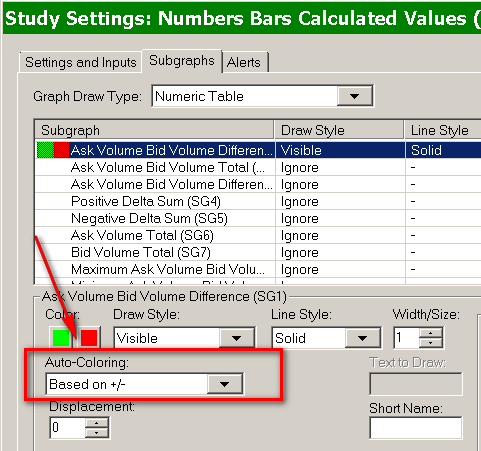 Study Settings: Numbers Bars Calculated Values (
Settings and Inputs Subgraphs Alerts
Graph Draw Type: Numeric Table
Subgraph Draw Style Line Style
Ask Volume Bid Volume Differen... Visible Solid
Ask Volume Bid Volume Total (... Ignore -
Ask Volume Bid Volume Differen... Ignore -
Positive Delta Sum (SG4) Ignore -
Negative Delta Sum (SG5) Ignore -
Ask Volume Total (SG6) Ignore -
Bid Volume Total (SG7) Ignore -
Maximum Ask Volume Bid Volu... Ignore -
Ask Volume Bid Volume Difference (SG1)
Color: Draw Style: Line Style: Width/Size:
Visible Solid 1
Auto-Coloring: Text to Draw:
Based on +/-
Displacement: Short Name:
0